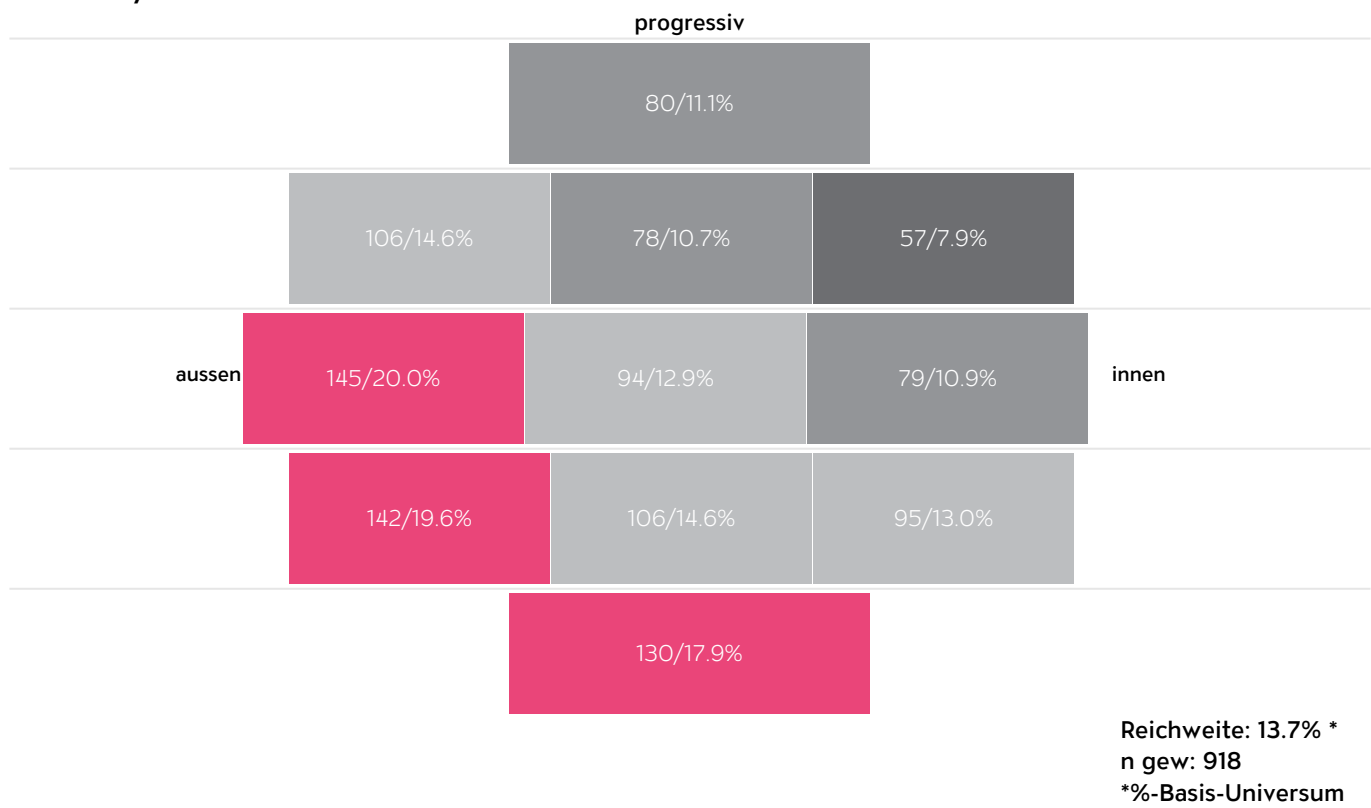 progressiv
80/11.1%
106/14.6% 78/10.7% 57/7.9%
aussen 145/20.0% 94/12.9% 79/10.9% innen
142/19.6% 106/14.6% 95/13.0%
130/17.9%
Reichweite: 13.7% *
n gew: 918
*%-Basis-Universum